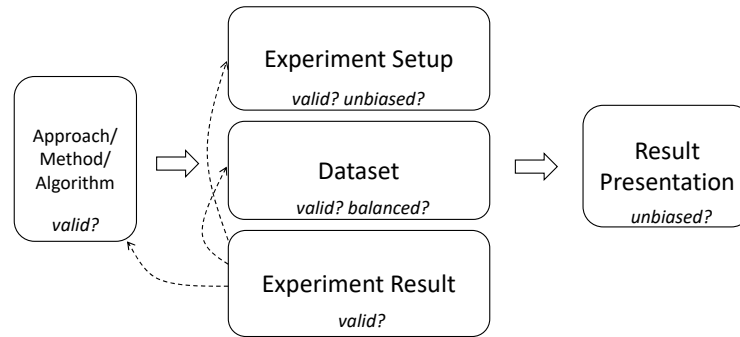 Approach/
Method/
Algorithm
valid?
Experiment Setup
valid? unbiased?
Dataset
valid? balanced?
Experiment Result
valid?
Result
Presentation
unbiased?